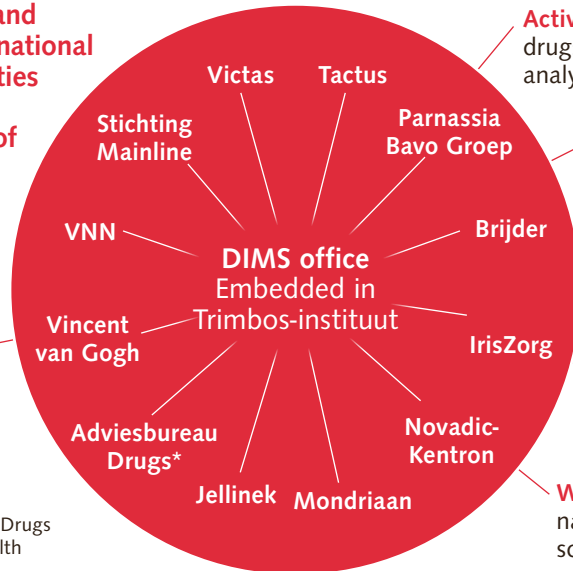 and
national
ties
of
Activ
drug
analy
Victas
Tactus
Stichting
Mainline
Parnassia
Bavo Groep
VNN
Brijder
DIMS office
Embedded in
Trimbos-instituut
Vincent
van Gogh
IrisZorg
Adviesbureau
Drugs*
Novadic-
Kentron
Jellinek
Mondriaan
Drugs
lth
W
na
so